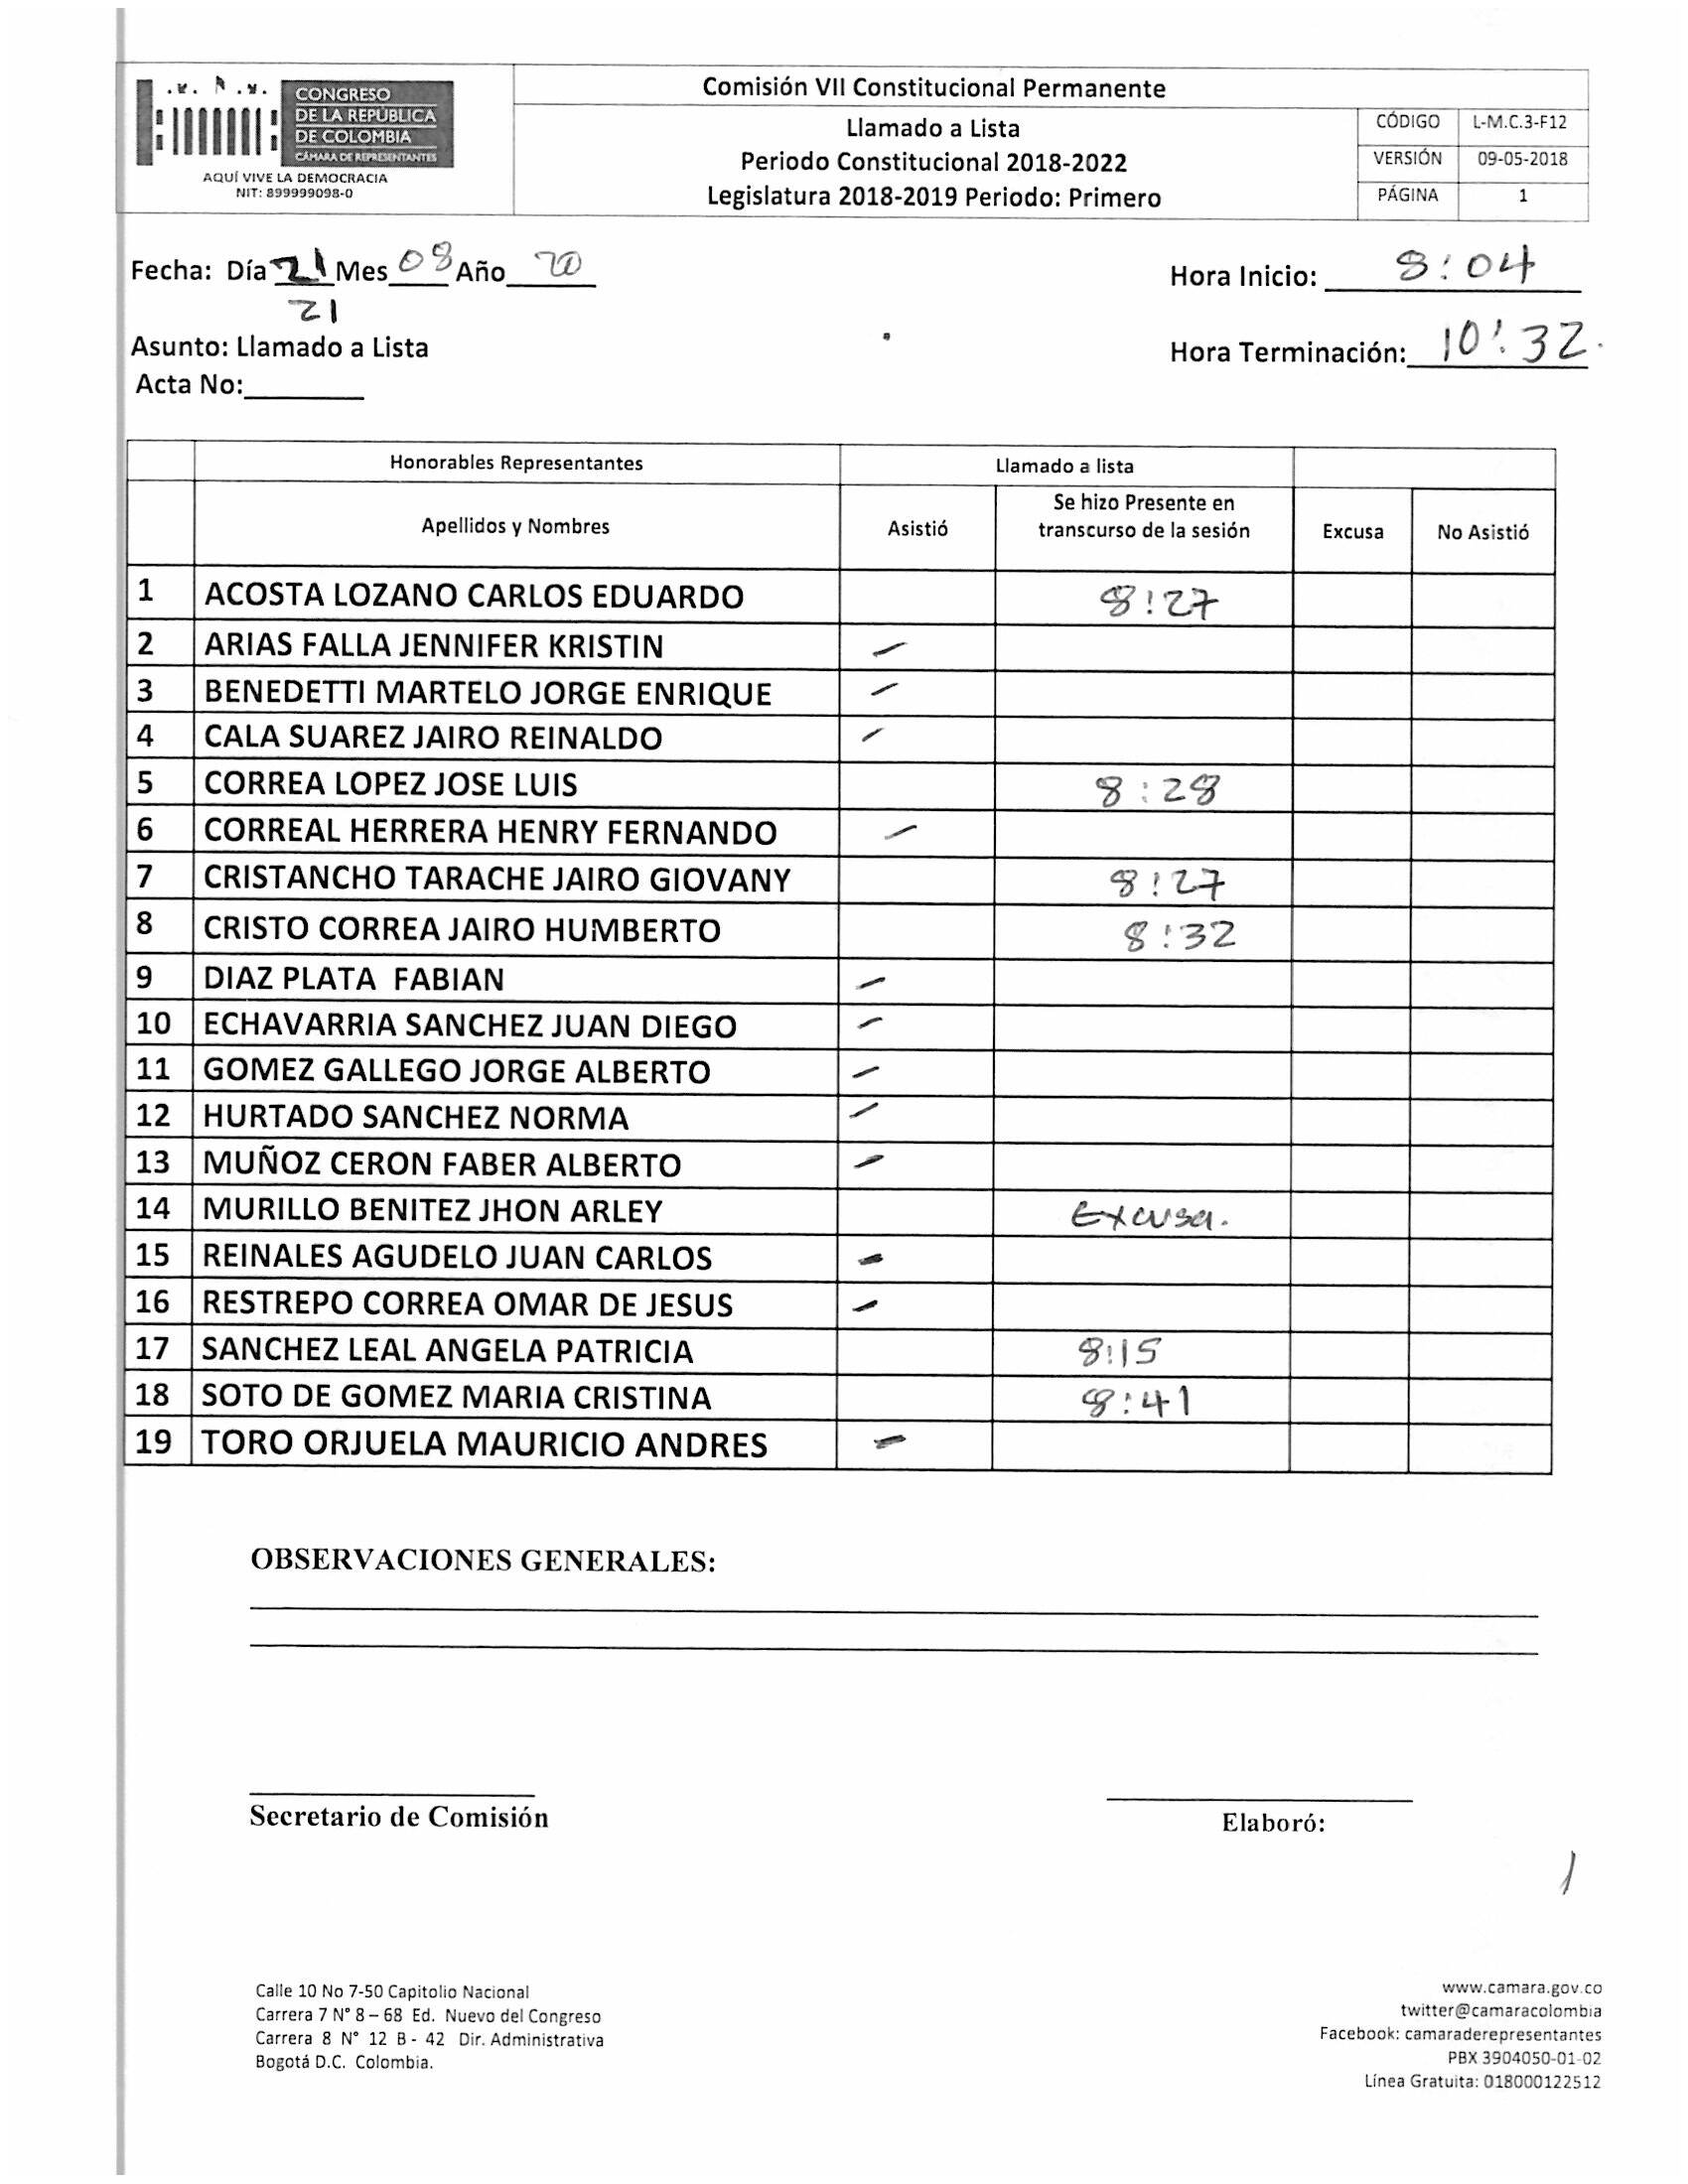 CONGRESO
DE LA REPÚBLICA
DE COLOMBIA
CÁMARA DE REPRESENTANTES
AQUÍ VIVE LA DEMOCRACIA
NIT: 899999098-0
Comisión VII Constitucional Permanente
Llamado a Lista
Periodo Constitucional 2018-2022
Legislatura 2018-2019 Periodo: Primero
CÓDIGO L-M.C.3-F12
VERSIÓN 09-05-2018
PÁGINA 1
Fecha: Día 21 Mes 08 Año
21
Hora Inicio: 8:04
Asunto: Llamado a Lista
Hora Terminación: 10:32.
Acta No:
Honorables Representantes Llamado a lista
Apellidos y Nombres Asistió Se hizo Presente en transcurso de la sesión Excusa No Asistió
1 ACOSTA LOZANO CARLOS EDUARDO 8:27
2 ARIAS FALLA JENNIFER KRISTIN –
3 BENEDETTI MARTELO JORGE ENRIQUE –
4 CALA SUAREZ JAIRO REINALDO –
5 CORREA LOPEZ JOSE LUIS 8:28
6 CORREAL HERRERA HENRY FERNANDO –
7 CRISTANCHO TARACHE JAIRO GIOVANY 8:27
8 CRISTO CORREA JAIRO HUMBERTO 8:32
9 DIAZ PLATA FABIAN –
10 ECHAVARRIA SANCHEZ JUAN DIEGO –
11 GOMEZ GALLEGO JORGE ALBERTO –
12 HURTADO SANCHEZ NORMA –
13 MUÑOZ CERON FABER ALBERTO –
14 MURILLO BENITEZ JHON ARLEY Excusa.
15 REINALES AGUDELO JUAN CARLOS –
16 RESTREPO CORREA OMAR DE JESUS –
17 SANCHEZ LEAL ANGELA PATRICIA 8:15
18 SOTO DE GOMEZ MARIA CRISTINA 8:41
19 TORO ORJUELA MAURICIO ANDRES –
OBSERVACIONES GENERALES:
Secretario de Comisión
Elaboró:
1
Calle 10 No 7-50 Capitolio Nacional
Carrera 7 N° 8 – 68 Ed. Nuevo del Congreso
Carrera 8 N° 12 B - 42 Dir. Administrativa
Bogotá D.C. Colombia.
www.camara.gov.co
twitter@camaracolombia
Facebook: camaraderepresentantes
PBX 3904050-01-02
Línea Gratuita: 018000122512